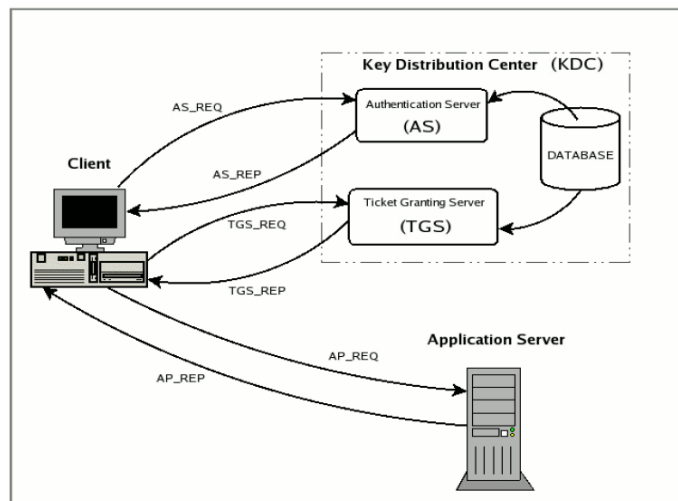 Key Distribution Center (KDC)
AS_REQ
Authentication Server
(AS)
Client
DATABASE
AS_REP
Ticket Granting Server
TGS_REQ
(TGS)
TGS_REP
Application Server
AP_REQ
AP_REP